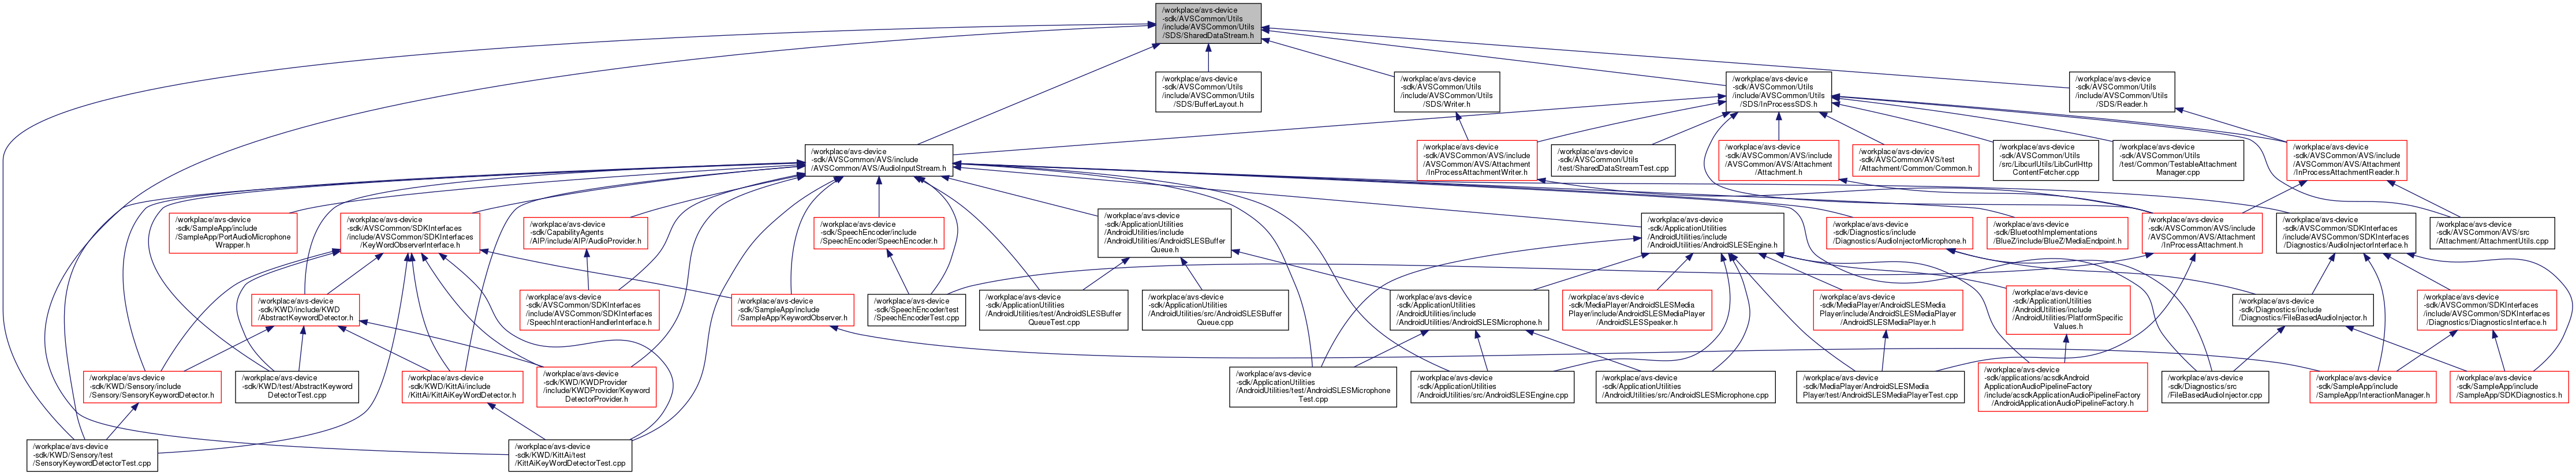 /workplace/avs-device
-sdk/AVSCommon/Utils
/include/AVSCommon/Utils
/SDS/SharedDataStream.h
/workplace/avs-device
-sdk/AVSCommon/Utils
/include/AVSCommon/Utils
/SDS/BufferLayout.h
/workplace/avs-device
-sdk/AVSCommon/Utils
/include/AVSCommon/Utils
/SDS/Writer.h
/workplace/avs-device
-sdk/AVSCommon/Utils
/include/AVSCommon/Utils
/SDS/InProcessSDS.h
/workplace/avs-device
-sdk/AVSCommon/Utils
/include/AVSCommon/Utils
/SDS/Reader.h
/workplace/avs-device
-sdk/AVSCommon/AVS/include
/AVSCommon/AVS/AudioInputStream.h
/workplace/avs-device
-sdk/AVSCommon/AVS/include
/AVSCommon/AVS/Attachment
/InProcessAttachmentWriter.h
/workplace/avs-device
-sdk/AVSCommon/Utils
/test/SharedDataStreamTest.cpp
/workplace/avs-device
-sdk/AVSCommon/AVS/include
/AVSCommon/AVS/Attachment
/Attachment.h
/workplace/avs-device
-sdk/AVSCommon/AVS/test
/Attachment/Common/Common.h
/workplace/avs-device
-sdk/AVSCommon/Utils
/src/LibcurlUtils/LibCurlHttp
ContentFetcher.cpp
/workplace/avs-device
-sdk/AVSCommon/Utils
/test/Common/TestableAttachment
Manager.cpp
/workplace/avs-device
-sdk/AVSCommon/AVS/include
/AVSCommon/AVS/Attachment
/InProcessAttachmentReader.h
/workplace/avs-device
-sdk/SampleApp/include
/SampleApp/PortAudioMicrophone
Wrapper.h
/workplace/avs-device
-sdk/AVSCommon/SDKInterfaces
/include/AVSCommon/SDKInterfaces
/KeyWordObserverInterface.h
/workplace/avs-device
-sdk/CapabilityAgents
/AIP/include/AIP/AudioProvider.h
/workplace/avs-device
-sdk/SpeechEncoder/include
/SpeechEncoder/SpeechEncoder.h
/workplace/avs-device
-sdk/ApplicationUtilities
/AndroidUtilities/include
/AndroidUtilities/AndroidSLESBuffer
Queue.h
/workplace/avs-device
-sdk/ApplicationUtilities
/AndroidUtilities/include
/AndroidUtilities/AndroidSLESEngine.h
/workplace/avs-device
-sdk/Diagnostics/include
/Diagnostics/AudioInjectorMicrophone.h
/workplace/avs-device
-sdk/BluetoothImplementations
/BlueZ/include/BlueZ/MediaEndpoint.h
/workplace/avs-device
-sdk/AVSCommon/AVS/include
/AVSCommon/AVS/Attachment
/InProcessAttachment.h
/workplace/avs-device
-sdk/AVSCommon/SDKInterfaces
/include/AVSCommon/SDKInterfaces
/Diagnostics/AudioInjectorInterface.h
/workplace/avs-device
-sdk/AVSCommon/AVS/src
/Attachment/AttachmentUtils.cpp
/workplace/avs-device
-sdk/KWD/include/KWD
/AbstractKeywordDetector.h
/workplace/avs-device
-sdk/AVSCommon/SDKInterfaces
/include/AVSCommon/SDKInterfaces
/SpeechInteractionHandlerInterface.h
/workplace/avs-device
-sdk/SampleApp/include
/SampleApp/KeywordObserver.h
/workplace/avs-device
-sdk/SpeechEncoder/test
/SpeechEncoderTest.cpp
/workplace/avs-device
-sdk/ApplicationUtilities
/AndroidUtilities/test/AndroidSLESBuffer
QueueTest.cpp
/workplace/avs-device
-sdk/ApplicationUtilities
/AndroidUtilities/src/AndroidSLESBuffer
Queue.cpp
/workplace/avs-device
-sdk/ApplicationUtilities
/AndroidUtilities/include
/AndroidUtilities/AndroidSLESMicrophone.h
/workplace/avs-device
-sdk/MediaPlayer/AndroidSLESMedia
Player/include/AndroidSLESMediaPlayer
/AndroidSLESSpeaker.h
/workplace/avs-device
-sdk/MediaPlayer/AndroidSLESMedia
Player/include/AndroidSLESMediaPlayer
/AndroidSLESMediaPlayer.h
/workplace/avs-device
-sdk/ApplicationUtilities
/AndroidUtilities/include
/AndroidUtilities/PlatformSpecific
Values.h
/workplace/avs-device
-sdk/Diagnostics/include
/Diagnostics/FileBasedAudioInjector.h
/workplace/avs-device
-sdk/AVSCommon/SDKInterfaces
/include/AVSCommon/SDKInterfaces
/Diagnostics/DiagnosticsInterface.h
/workplace/avs-device
-sdk/KWD/Sensory/include
/Sensory/SensoryKeywordDetector.h
/workplace/avs-device
-sdk/KWD/test/AbstractKeyword
DetectorTest.cpp
/workplace/avs-device
-sdk/KWD/KittAi/include
/KittAi/KittAiKeyWordDetector.h
/workplace/avs-device
-sdk/KWD/KWDProvider
/include/KWDProvider/Keyword
DetectorProvider.h
/workplace/avs-device
-sdk/ApplicationUtilities
/AndroidUtilities/test/AndroidSLESMicrophone
Test.cpp
/workplace/avs-device
-sdk/ApplicationUtilities
/AndroidUtilities/src/AndroidSLESEngine.cpp
/workplace/avs-device
-sdk/ApplicationUtilities
/AndroidUtilities/src/AndroidSLESMicrophone.cpp
/workplace/avs-device
-sdk/MediaPlayer/AndroidSLESMedia
Player/test/AndroidSLESMediaPlayerTest.cpp
/workplace/avs-device
-sdk/applications/acsdkAndroid
ApplicationAudioPipelineFactory
/include/acsdkApplicationAudioPipelineFactory
/AndroidApplicationAudioPipelineFactory.h
/workplace/avs-device
-sdk/Diagnostics/src
/FileBasedAudioInjector.cpp
/workplace/avs-device
-sdk/SampleApp/include
/SampleApp/InteractionManager.h
/workplace/avs-device
-sdk/SampleApp/include
/SampleApp/SDKDiagnostics.h
/workplace/avs-device
-sdk/KWD/Sensory/test
/SensoryKeywordDetectorTest.cpp
/workplace/avs-device
-sdk/KWD/KittAi/test
/KittAiKeyWordDetectorTest.cpp